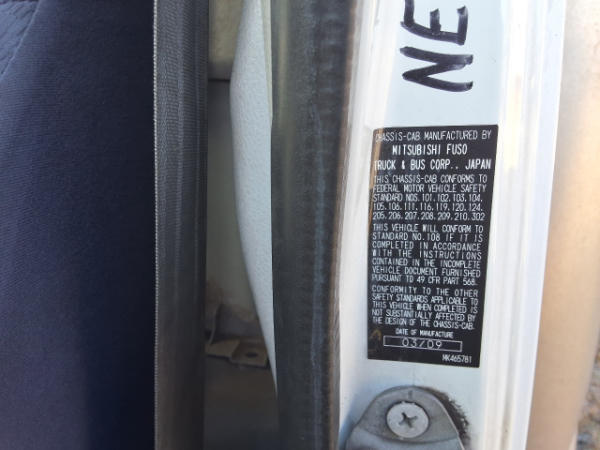 NE
CHASSIS-CAB MANUFACTURED BY
MITSUBISHI FUSO
TRUCK & BUS CORP., JAPAN
THIS CHASSIS-CAB CONFORMS TO
FEDERAL MOTOR VEHICLE SAFETY
STANDARD NOS. 101. 102. 103. 104.
105. 106. 111. 116. 119. 120. 124.
205. 206. 207. 208. 209. 210. 302
THIS VEHICLE WILL CONFORM TO
STANDARD NO. 108 IF IT IS
COMPLETED IN ACCORDANCE
WITH THE INSTRUCTIONS
CONTAINED IN THE INCOMPLETE
VEHICLE DOCUMENT FURNISHED
PURSUANT TO 49 CFR PART 568.
CONFORMITY TO THE OTHER
SAFETY STANDARDS APPLICABLE TO
THIS VEHICLE WHEN COMPLETED IS
NOT SUBSTANTIALLY AFFECTED BY
THE DESIGN OF THE CHASSIS-CAB.
DATE OF MANUFACTURE
03/09
MK465781